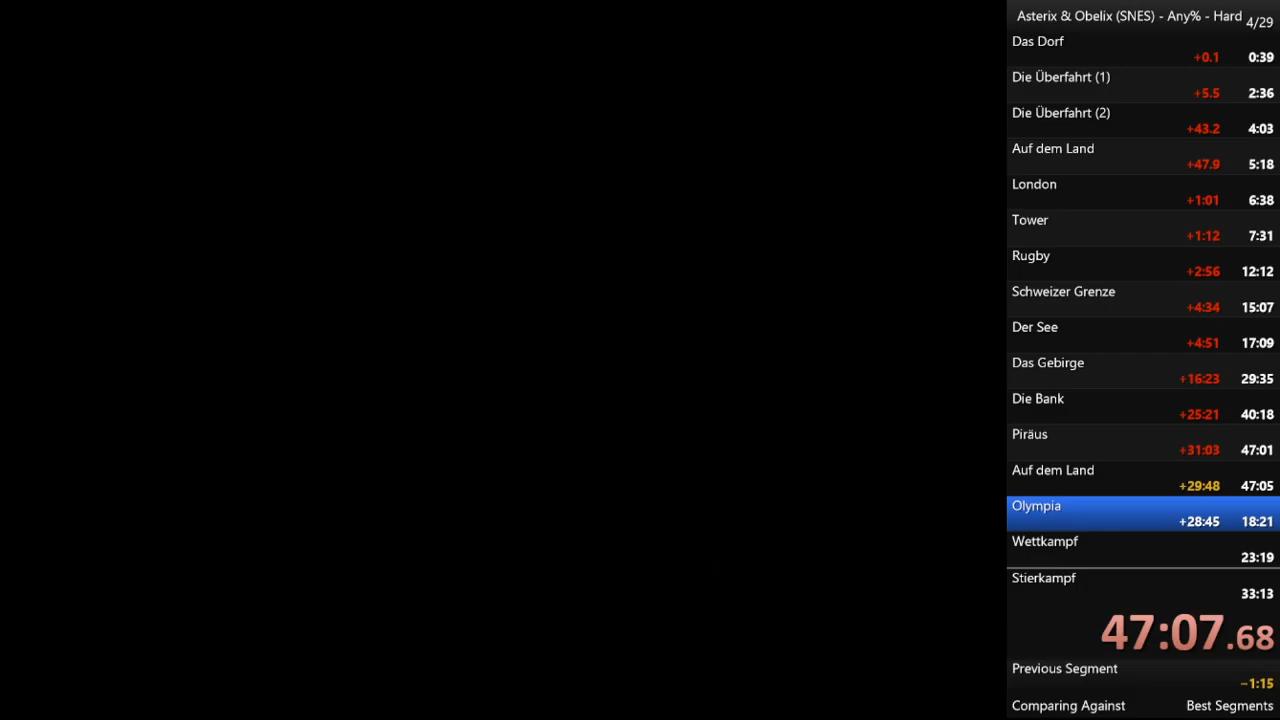 Asterix & Obelix (SNES) - Any% - Hard 4/29
Das Dorf
+0.1 0:39
Die Überfahrt (1)
+5.5 2:36
Die Überfahrt (2)
+43.2 4:03
Auf dem Land
+47.9 5:18
London
+1:01 6:38
Tower
+1:12 7:31
Rugby
+2:56 12:12
Schweizer Grenze
+4:34 15:07
Der See
+4:51 17:09
Das Gebirge
+16:23 29:35
Die Bank
+25:21 40:18
Piräus
+31:03 47:01
Auf dem Land
+29:48 47:05
Olympia
+28:45 18:21
Wettkampf
23:19
Stierkampf
33:13
47:07.68
Previous Segment
−1:15
Comparing Against Best Segments